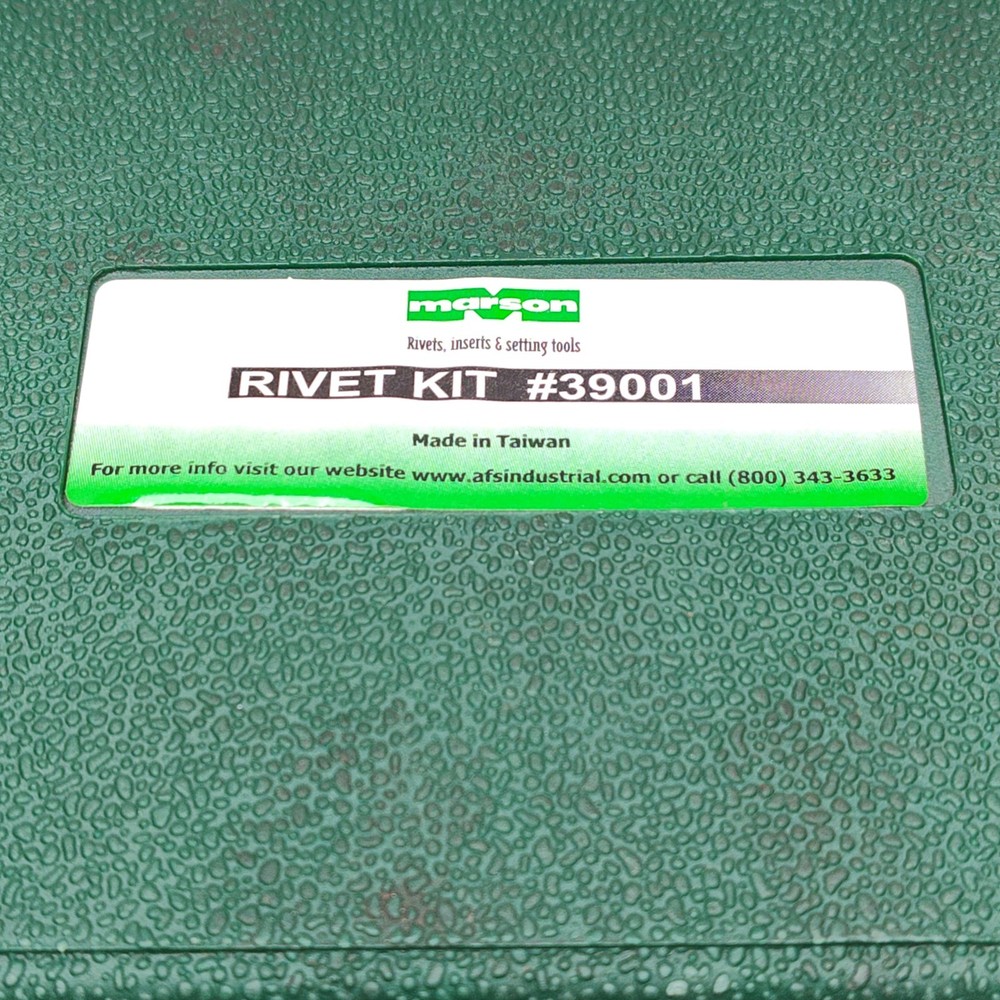 marson
Rivets, inserts & setting tools
RIVET KIT #39001
Made in Taiwan
For more info visit our website www.afsindustrial.com or call (800) 343-3633